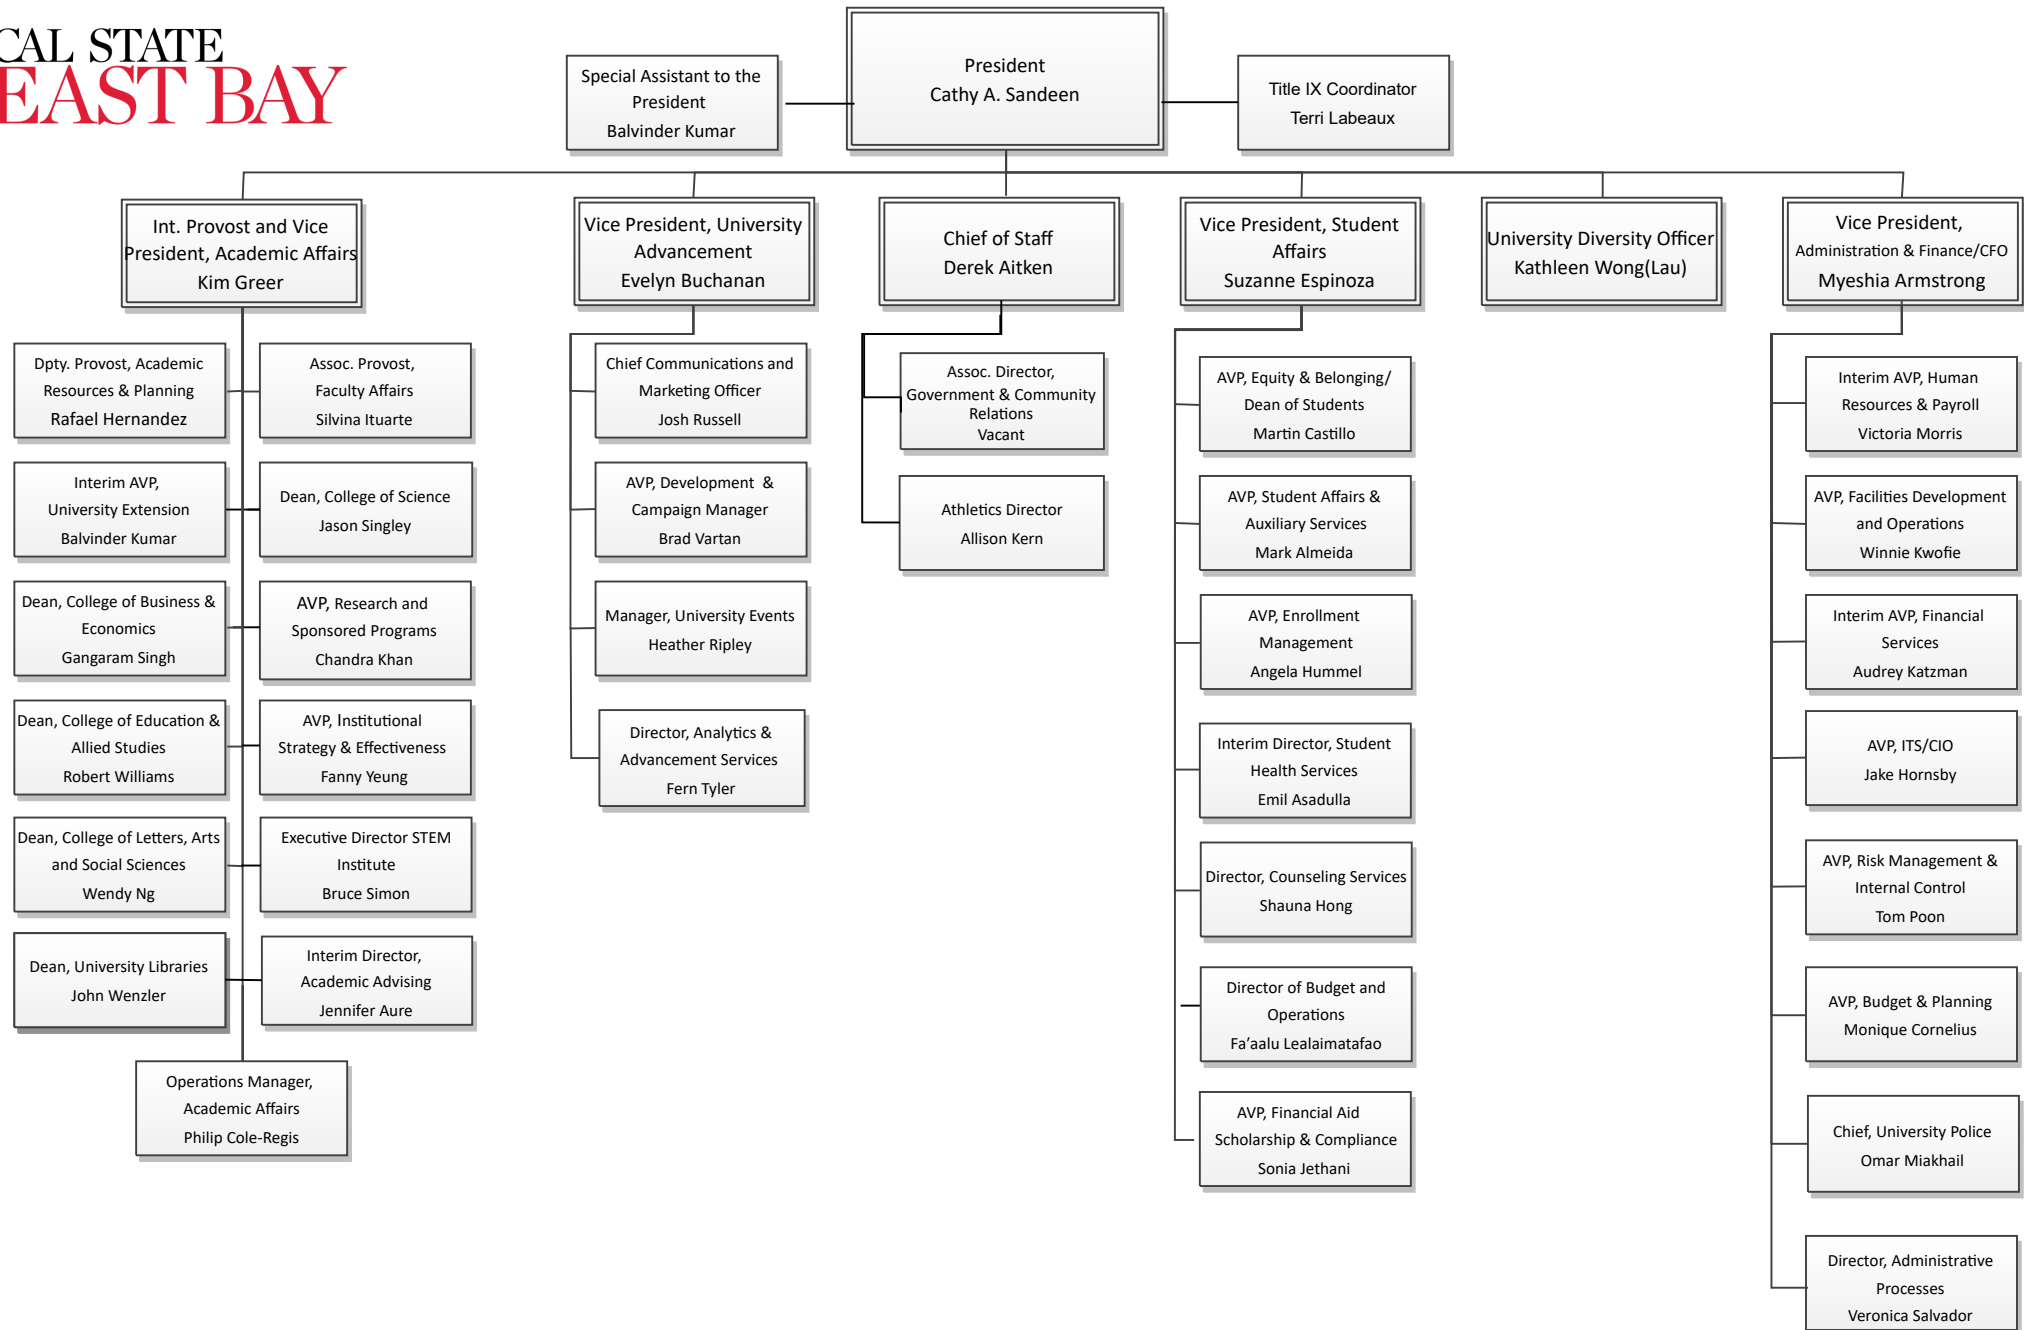 CAL STATE
EAST BAY
President
Cathy A. Sandeen
Special Assistant to the
President
Balvinder Kumar
Title IX Coordinator
Terri Labeaux
Int. Provost and Vice
President, Academic Affairs
Kim Greer
Vice President, University
Advancement
Evelyn Buchanan
Chief of Staff
Derek Aitken
Vice President, Student
Affairs
Suzanne Espinoza
University Diversity Officer
Kathleen Wong(Lau)
Vice President,
Administration & Finance/CFO
Myeshia Armstrong
Dpty. Provost, Academic
Resources & Planning
Rafael Hernandez
Assoc. Provost,
Faculty Affairs
Silvina Ituarte
Interim AVP,
University Extension
Balvinder Kumar
Dean, College of Science
Jason Singley
Dean, College of Business &
Economics
Gangaram Singh
AVP, Research and
Sponsored Programs
Chandra Khan
Dean, College of Education &
Allied Studies
Robert Williams
AVP, Institutional
Strategy & Effectiveness
Fanny Yeung
Dean, College of Letters, Arts
and Social Sciences
Wendy Ng
Executive Director STEM
Institute
Bruce Simon
Dean, University Libraries
John Wenzler
Interim Director,
Academic Advising
Jennifer Aure
Operations Manager,
Academic Affairs
Philip Cole-Regis
Chief Communications and
Marketing Officer
Josh Russell
AVP, Development &
Campaign Manager
Brad Vartan
Manager, University Events
Heather Ripley
Director, Analytics &
Advancement Services
Fern Tyler
Assoc. Director,
Government & Community
Relations
Vacant
Athletics Director
Allison Kern
AVP, Equity & Belonging/
Dean of Students
Martin Castillo
AVP, Student Affairs &
Auxiliary Services
Mark Almeida
AVP, Enrollment
Management
Angela Hummel
Interim Director, Student
Health Services
Emil Asadulla
Director, Counseling Services
Shauna Hong
Director of Budget and
Operations
Fa’aalu Lealaimatafao
AVP, Financial Aid
Scholarship & Compliance
Sonia Jethani
Interim AVP, Human
Resources & Payroll
Victoria Morris
AVP, Facilities Development
and Operations
Winnie Kwofie
Interim AVP, Financial
Services
Audrey Katzman
AVP, ITS/CIO
Jake Hornsby
AVP, Risk Management &
Internal Control
Tom Poon
AVP, Budget & Planning
Monique Cornelius
Chief, University Police
Omar Miakhail
Director, Administrative
Processes
Veronica Salvador